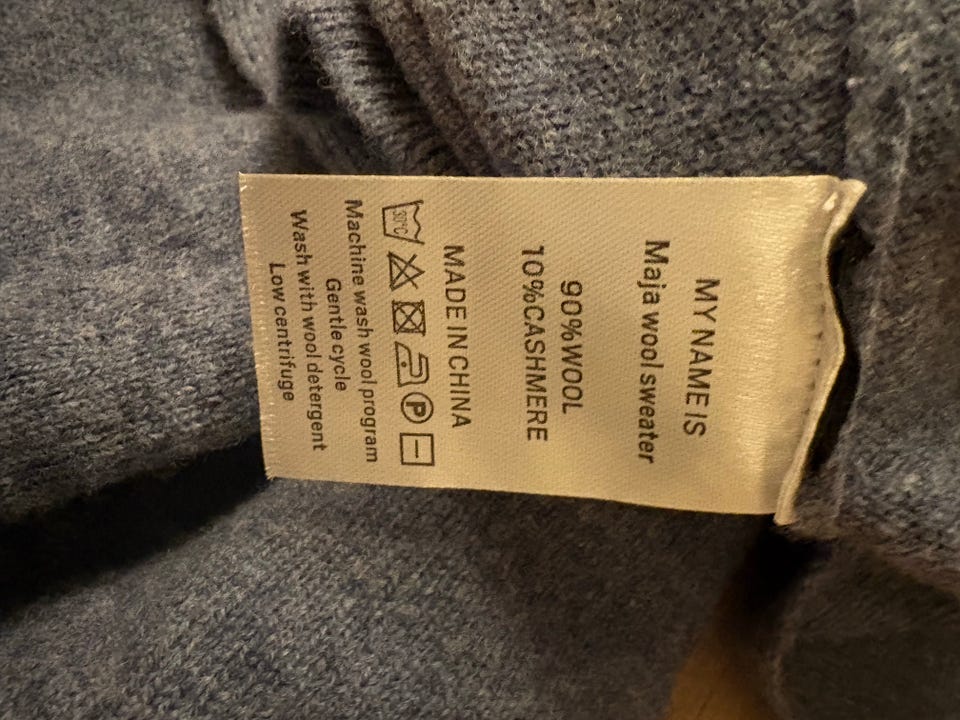 MY NAME IS
Maja wool sweater
90%WOOL
10%CASHMERE
MADE IN CHINA
30°C P
Machine wash wool program
Gentle cycle
Wash with wool detergent
Low centrifuge